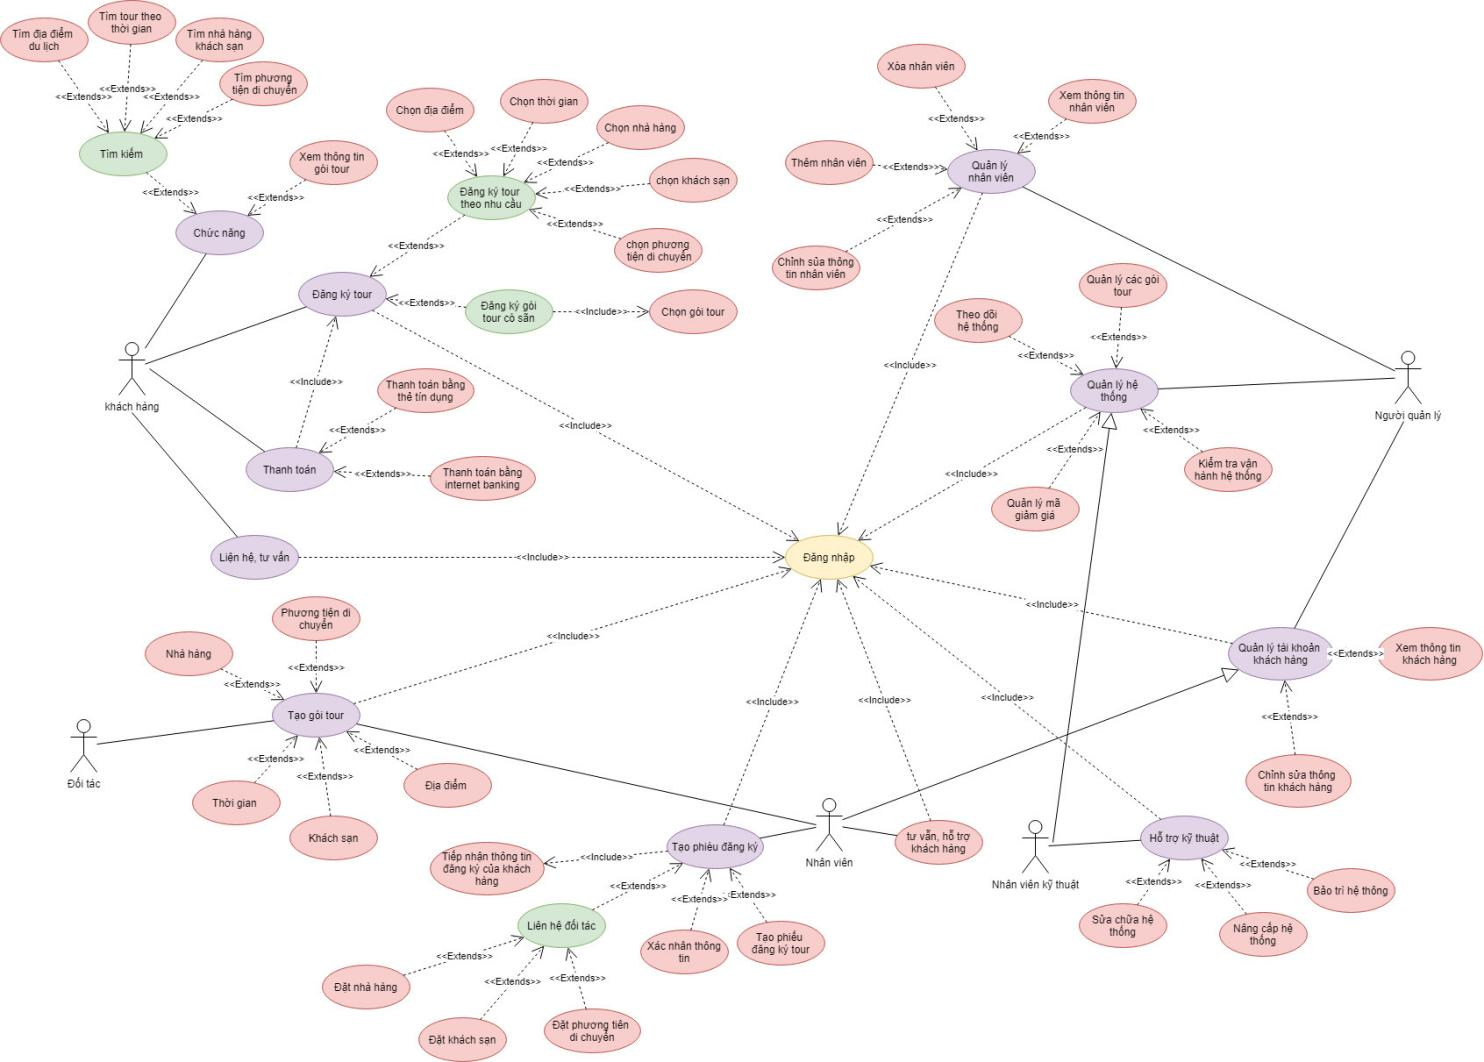 Tìm địa điểm
du lịch
Tìm tour theo
thời gian
Tìm nhà hàng
khách sạn
Tìm phương
tiện di chuyển
<<Extends>>
<<Extends>>
<<Extends>>
<<Extends>>
Tìm kiếm
<<Extends>>
Xem thông tin
gói tour
<<Extends>>
Chức năng
Chọn địa điểm
Chọn thời gian
Chọn nhà hàng
chọn khách sạn
chọn phương
tiện di chuyển
<<Extends>>
<<Extends>>
<<Extends>>
<<Extends>>
<<Extends>>
Đăng ký tour
theo nhu cầu
<<Extends>>
Đăng ký tour
<<Extends>>
Đăng ký gói
tour có sẵn
<<Include>>
Chọn gói tour
khách hàng
<<Include>>
<<Include>>
Thanh toán bằng
thẻ tín dụng
<<Extends>>
Thanh toán
<<Extends>>
Thanh toán bằng
internet banking
Liện hệ, tư vấn
<<Include>>
Đăng nhập
Xóa nhân viên
Xem thông tin
nhân viên
<<Extends>>
<<Extends>>
Thêm nhân viên
<<Extends>>
Quản lý
nhân viên
<<Extends>>
Chỉnh sủa thông
tin nhân viên
<<Include>>
Quản lý các gói
tour
Theo dõi
hệ thống
<<Extends>>
<<Extends>>
Quản lý hệ
thống
Người quản lý
<<Extends>>
<<Extends>>
<<Include>>
Kiểm tra vận
hành hệ thống
Quản lý mã
giảm giá
<<Include>>
Quản lý tài khoản
khách hàng
<<Extends>>
Xem thông tin
khách hàng
<<Extends>>
Chỉnh sửa thông
tin khách hàng
Phương tiện di
chuyển
Nhà hàng
<<Extends>>
<<Extends>>
<<Include>>
Tạo gói tour
Đối tác
<<Extends>>
<<Extends>>
<<Extends>>
Thời gian
Khách sạn
Địa điểm
<<Include>>
<<Include>>
<<Include>>
Tạo phiếu đăng ký
Nhân viên
tư vấn, hỗ trợ
khách hàng
Tiếp nhận thông tin
đăng ký của khách
hàng
<<Include>>
<<Extends>>
<<Extends>>
<<Extends>>
Liên hệ đối tác
Xác nhân thông
tin
Tạo phiếu
đăng ký tour
<<Extends>>
<<Extends>>
<<Extends>>
Đặt nhà hàng
Đặt khách sạn
Đặt phương tiên
di chuyển
Nhân viên kỹ thuật
Hỗ trợ kỹ thuật
<<Extends>>
<<Extends>>
<<Extends>>
Bảo trì hệ thông
Sửa chữa hệ
thống
Nâng cấp hệ
thống